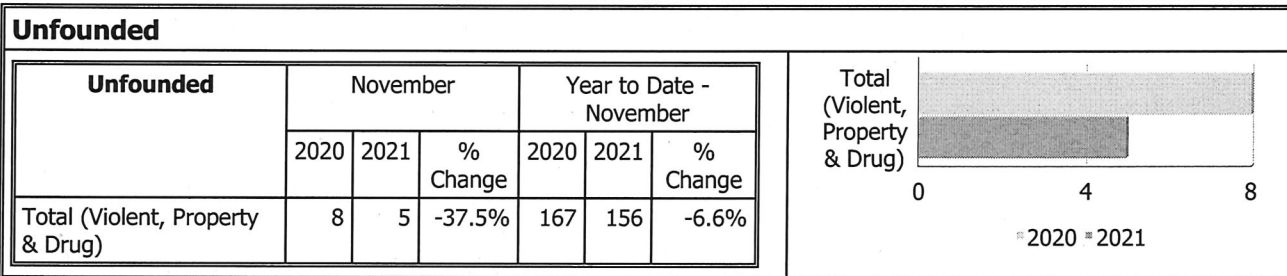 Unfounded
Unfounded November Year to Date -
November
2020 2021 % 2020 2021 %
Change Change
Total (Violent, Property 8 5 -37.5% 167 156 -6.6%
& Drug)
Total
(Violent,
Property
& Drug)
0 4 8
2020 2021